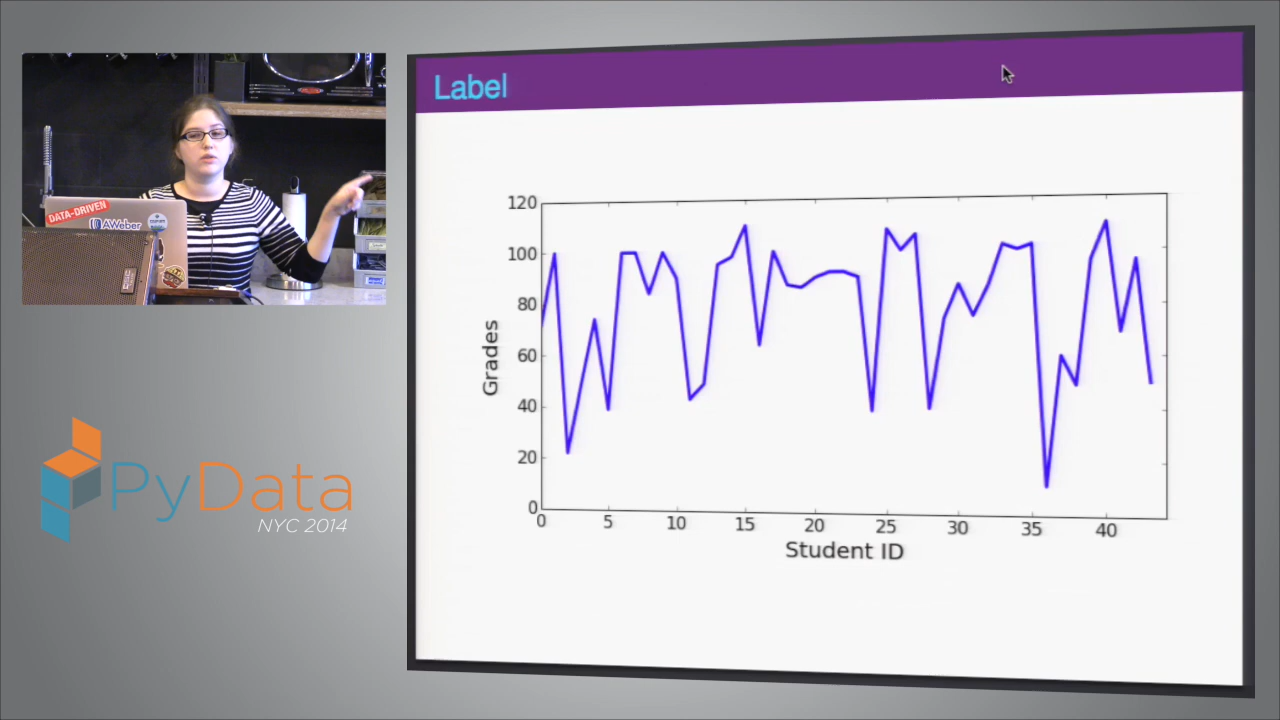 Label
120
100
80
60
40
20
0
Grades
0 5 10 15 20 25 30 35 40
Student ID
DATA-DRIVEN
AWeber
PyData
NYC 2014